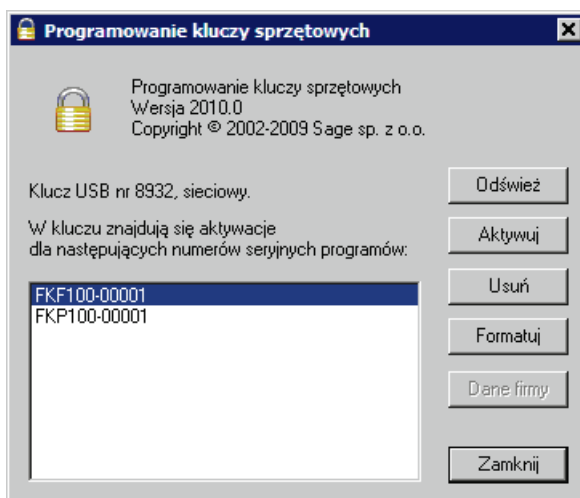 Programowanie kluczy sprzętowych
Programowanie kluczy sprzętowych
Wersja 2010.0
Copyright © 2002-2009 Sage sp. z o.o.
Klucz USB nr 8932, sieciowy.
W kluczu znajdują się aktywacje
dla następujących numerów seryjnych programów:
FKF100-00001
FKP100-00001
Odśwież
Aktywuj
Usuń
Formatuj
Dane firmy
Zamknij